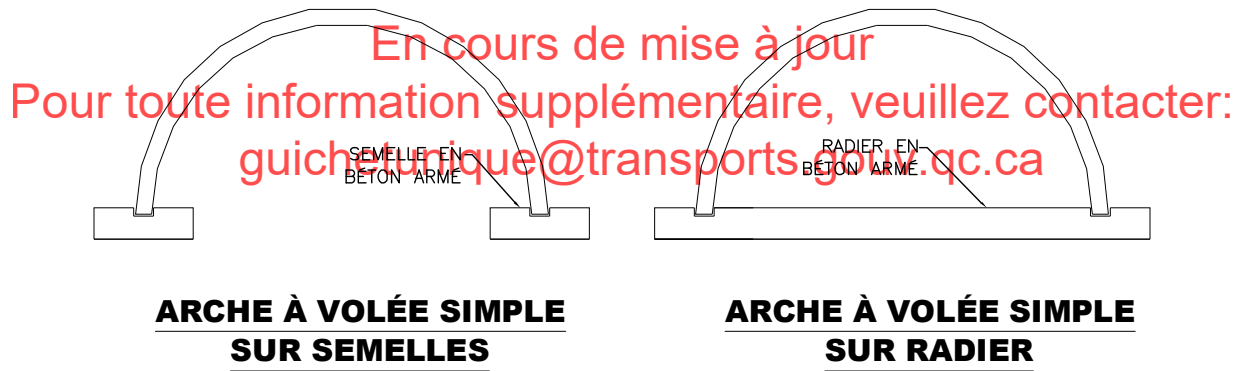 En cours de mise à jour
Pour toute information supplémentaire, veuillez contacter:
guichetunique@transports.gouv.qc.ca
SEMELLE EN
BÉTON ARMÉ
RADIER EN
BÉTON ARMÉ
ARCHE À VOLÉE SIMPLE
SUR SEMELLES
ARCHE À VOLÉE SIMPLE
SUR RADIER